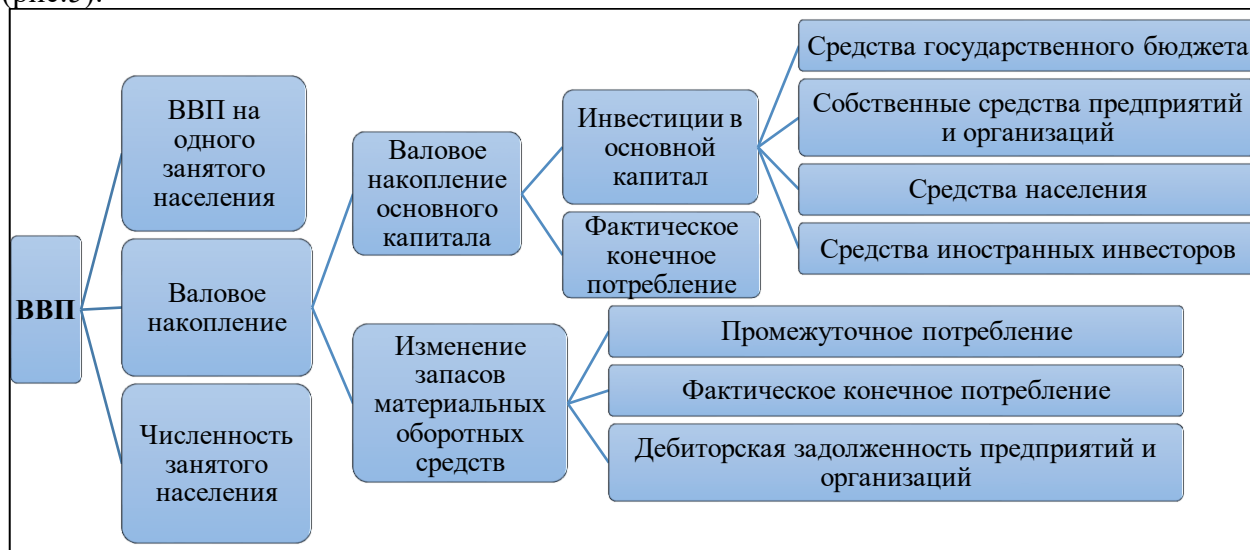 (рис.3).
ВВП
ВВП на
одного
занятого
населения
Валовое
накопление
Численность
занятого
населения
Валовое
накопление
основного
капитала
Изменение
запасов
материальных
оборотных
средств
Инвестиции в
основной
капитал
Фактическое
конечное
потребление
Средства государственного бюджета
Собственные средства предприятий
и организаций
Средства населения
Средства иностранных инвесторов
Промежуточное потребление
Фактическое конечное потребление
Дебиторская задолженность предприятий и
организаций